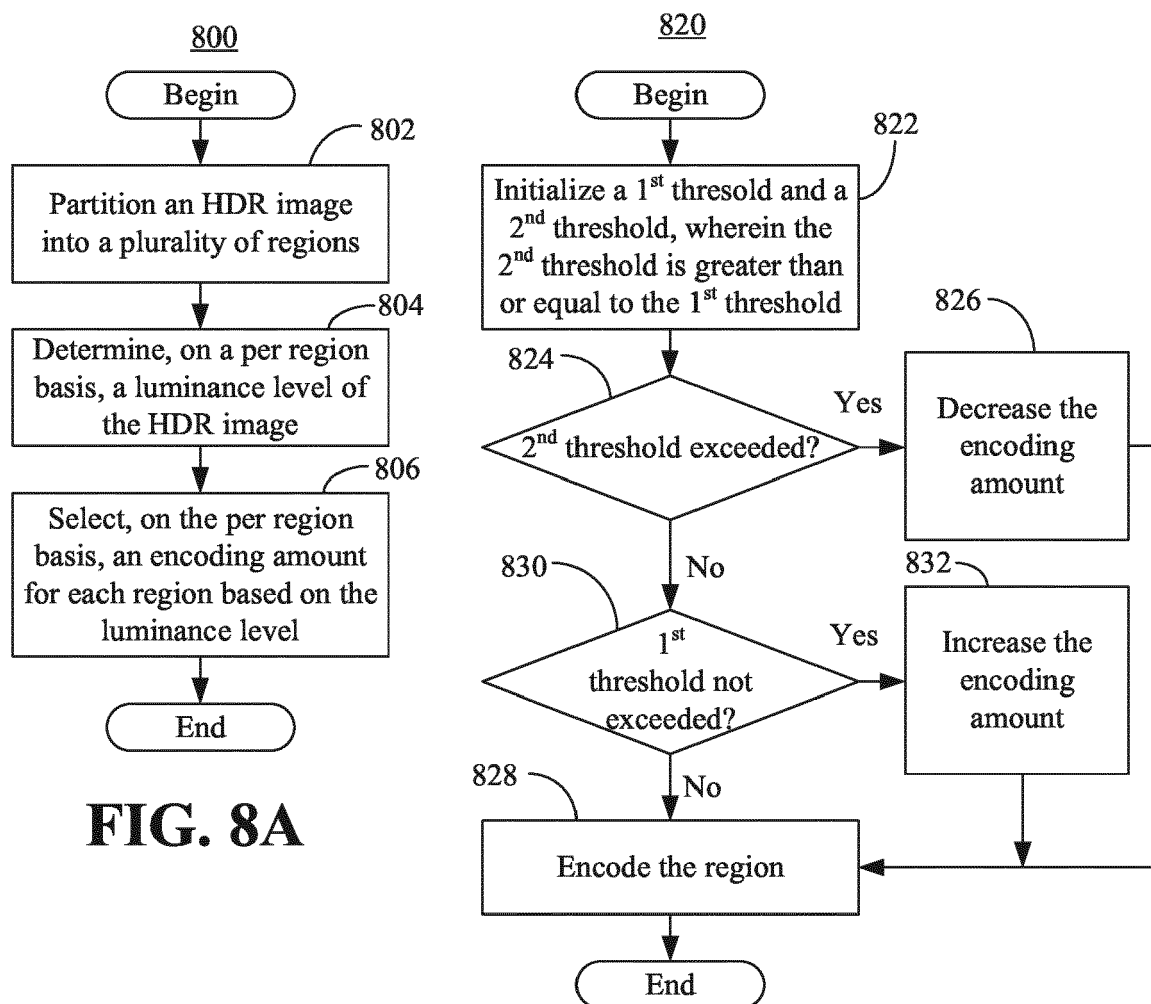 800
Begin
802
Partition an HDR image
into a plurality of regions
804
Determine, on a per region
basis, a luminance level of
the HDR image
806
Select, on the per region
basis, an encoding amount
for each region based on the
luminance level
End
FIG. 8A
820
Begin
822
Initialize a 1st thresold and a
2nd threshold, wherein the
2nd threshold is greater than
or equal to the 1st threshold
824
2nd threshold exceeded?
Yes
826
Decrease the
encoding
amount
No
830
1st
threshold not
exceeded?
Yes
832
Increase the
encoding
amount
No
828
Encode the region
End